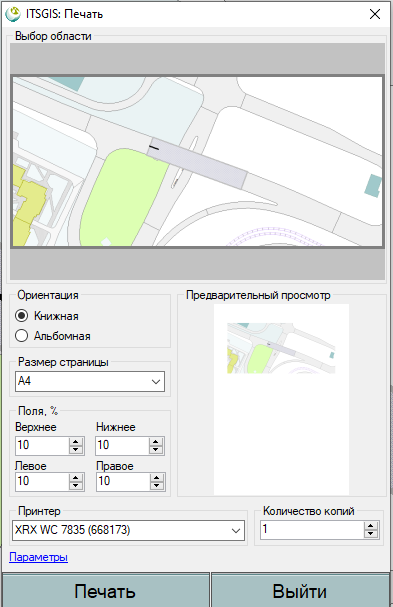 ITSGIS: Печать
Выбор области
Ориентация
Книжная
Альбомная
Размер страницы
A4
Поля, %
Верхнее
Нижнее
10
10
Левое
Правое
10
10
Предварительный просмотр
Принтер
XRX WC 7835 (668173)
Количество копий
1
Параметры
Печать
Выйти